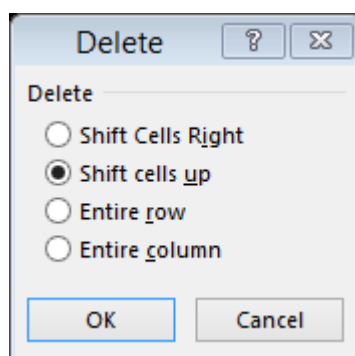 Delete
Delete
Shift Cells Right
Shift cells up
Entire row
Entire column
OK Cancel